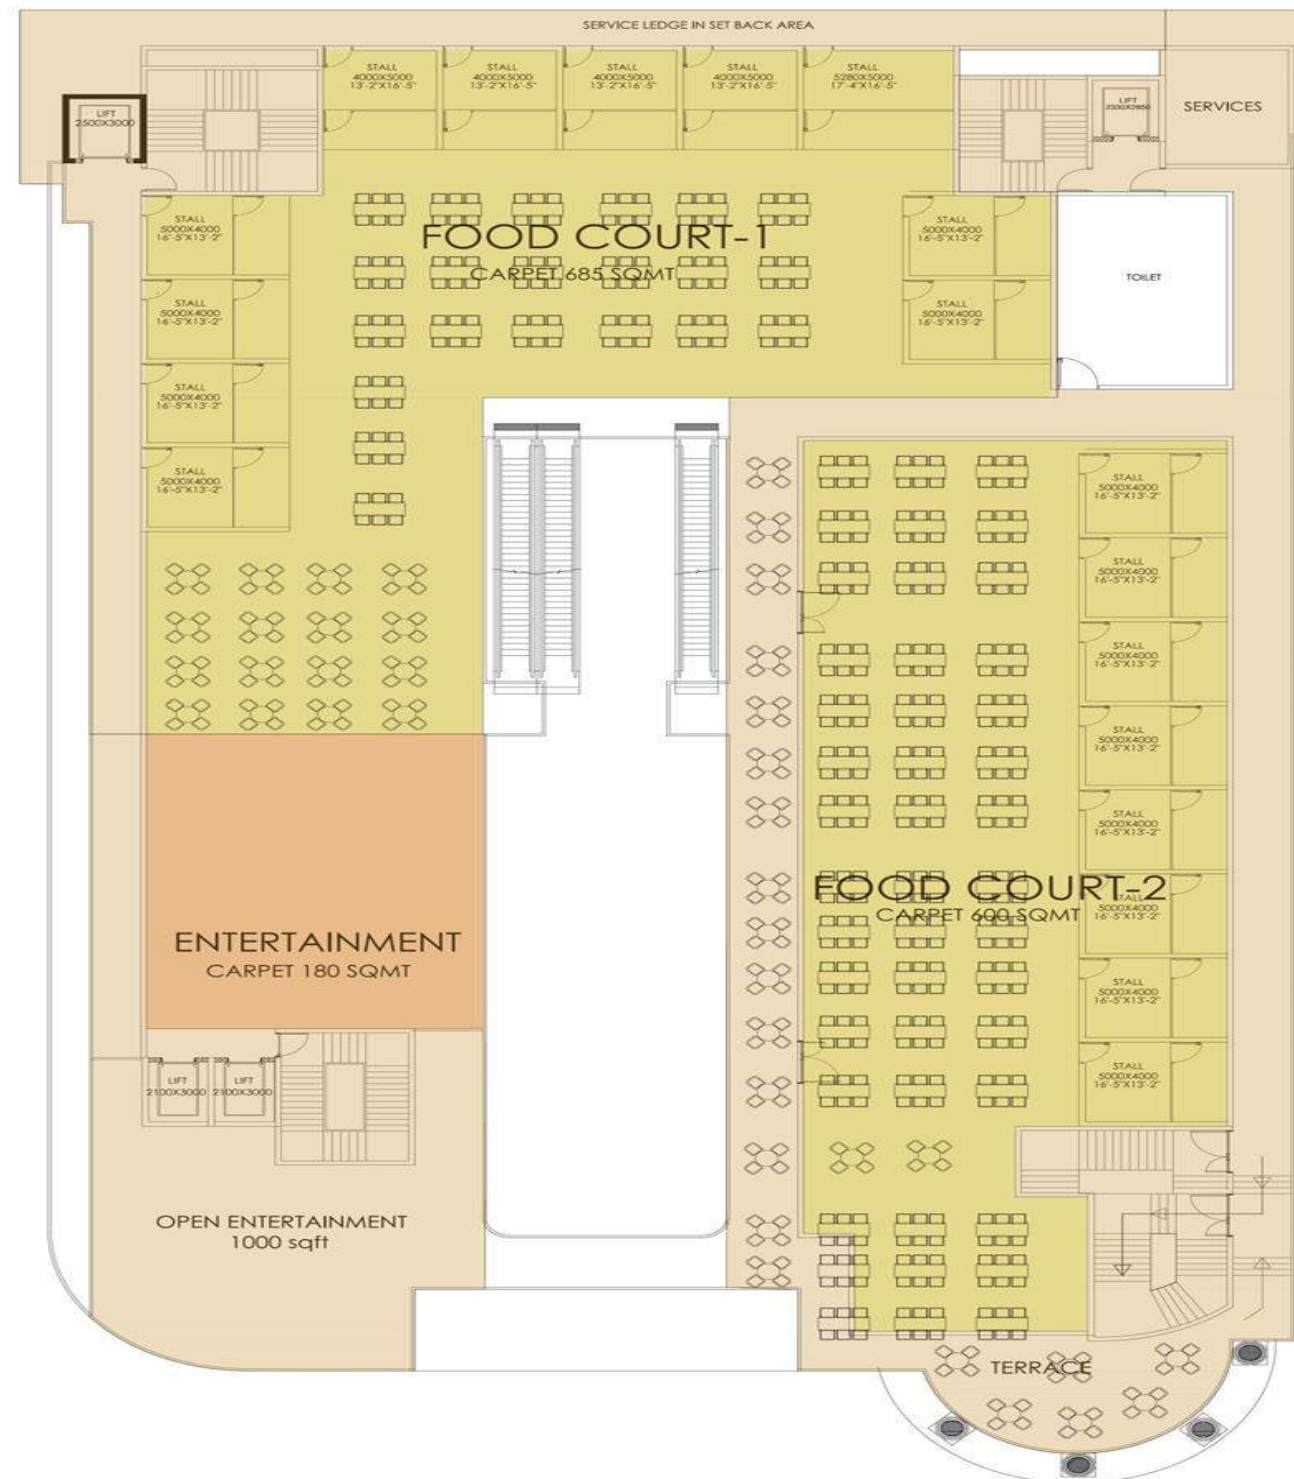 SERVICE LEDGE IN SET BACK AREA
STALL
4000X5000
13'-2"X16'-5"
STALL
4000X5000
13'-2"X16'-5"
STALL
4000X5000
13'-2"X16'-5"
STALL
4000X5000
13'-2"X16'-5"
STALL
5280X5000
17'-4"X16'-5"
LIFT
2500X3000
LIFT
SERVICES
STALL
5000X4000
16'-5"X13'-2"
STALL
5000X4000
16'-5"X13'-2"
FOOD COURT-1
CARPET 685 SQMT
TOILET
STALL
5000X4000
16'-5"X13'-2"
STALL
5000X4000
16'-5"X13'-2"
STALL
5000X4000
16'-5"X13'-2"
STALL
5000X4000
16'-5"X13'-2"
STALL
5000X4000
16'-5"X13'-2"
STALL
5000X4000
16'-5"X13'-2"
STALL
5000X4000
16'-5"X13'-2"
STALL
5000X4000
16'-5"X13'-2"
STALL
5000X4000
16'-5"X13'-2"
FOOD COURT-2
CARPET 600 SQMT
STALL
5000X4000
16'-5"X13'-2"
ENTERTAINMENT
CARPET 180 SQMT
STALL
5000X4000
16'-5"X13'-2"
STALL
5000X4000
16'-5"X13'-2"
LIFT
2100X3000
LIFT
2100X3000
OPEN ENTERTAINMENT
1000 sqft
TERRACE